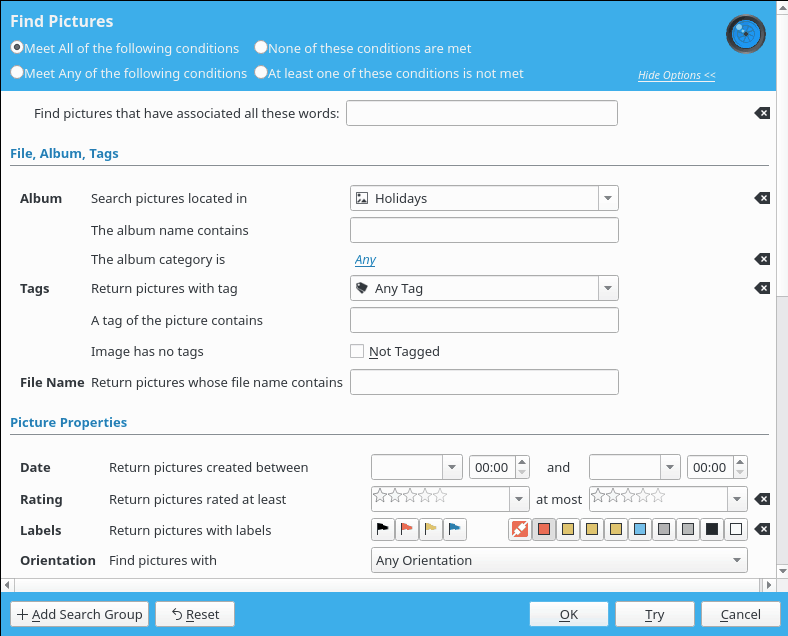 Find Pictures
Meet All of the following conditions None of these conditions are met
Meet Any of the following conditions At least one of these conditions is not met
Hide Options <<
Find pictures that have associated all these words:
File, Album, Tags
Album Search pictures located in Holidays
The album name contains
The album category is Any
Tags Return pictures with tag Any Tag
A tag of the picture contains
Image has no tags Not Tagged
File Name Return pictures whose file name contains
Picture Properties
Date Return pictures created between 00:00 and 00:00
Rating Return pictures rated at least at most
Labels Return pictures with labels
Orientation Find pictures with Any Orientation
Add Search Group Reset OK Try Cancel